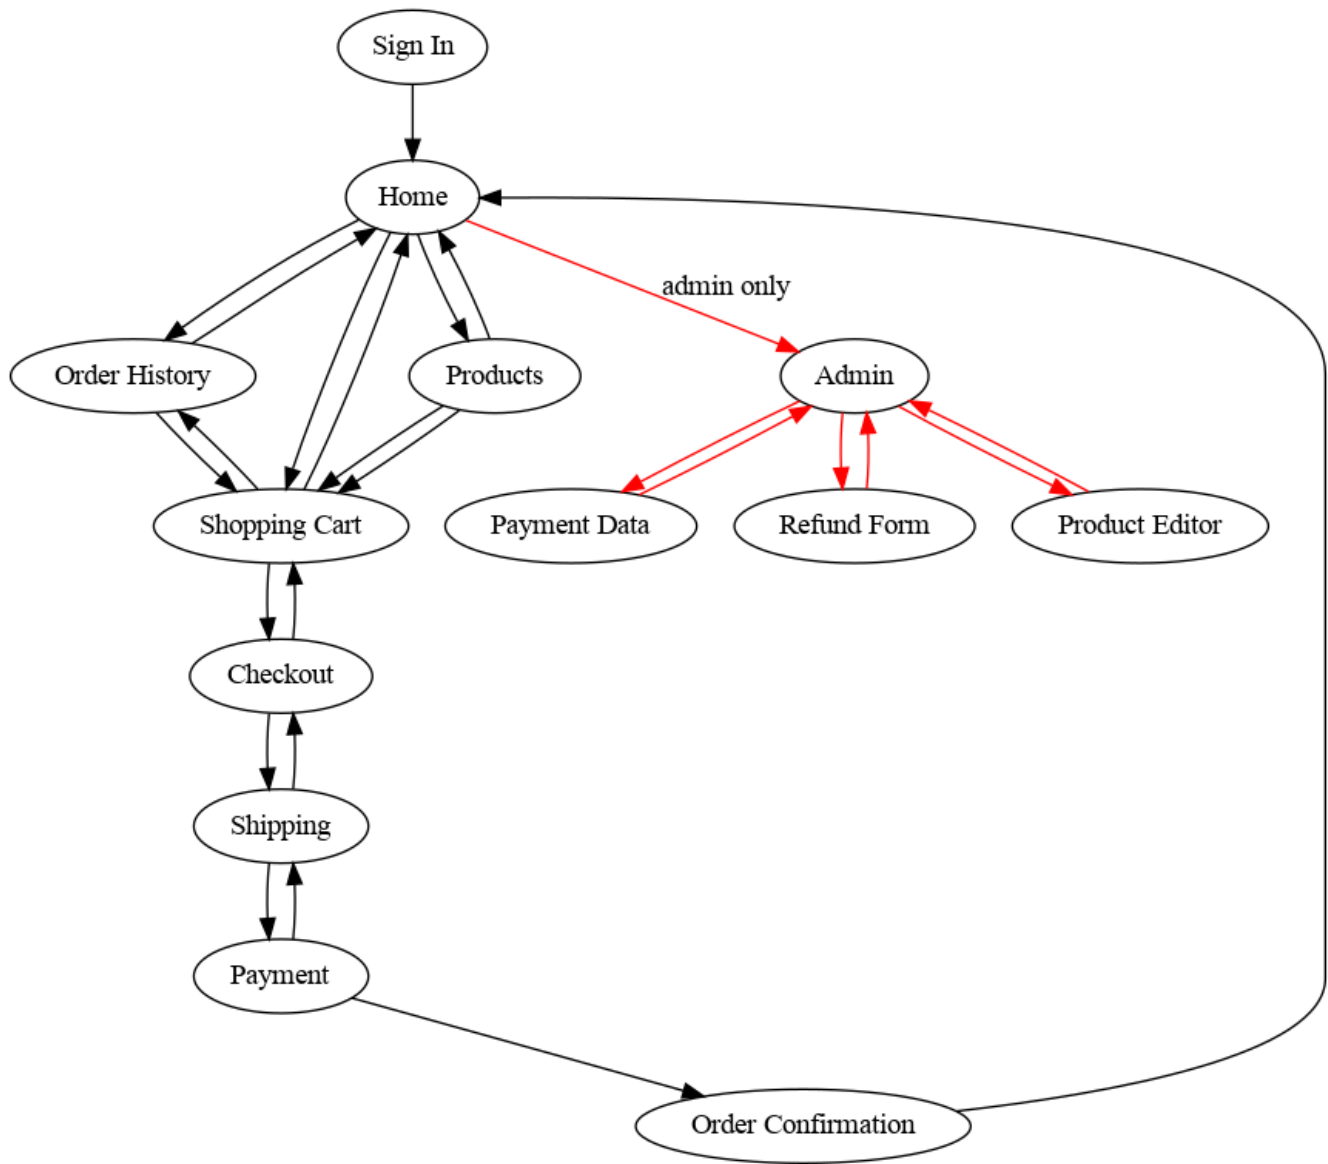 Sign In
Home
admin only
Order History
Products
Admin
Shopping Cart
Payment Data
Refund Form
Product Editor
Checkout
Shipping
Payment
Order Confirmation